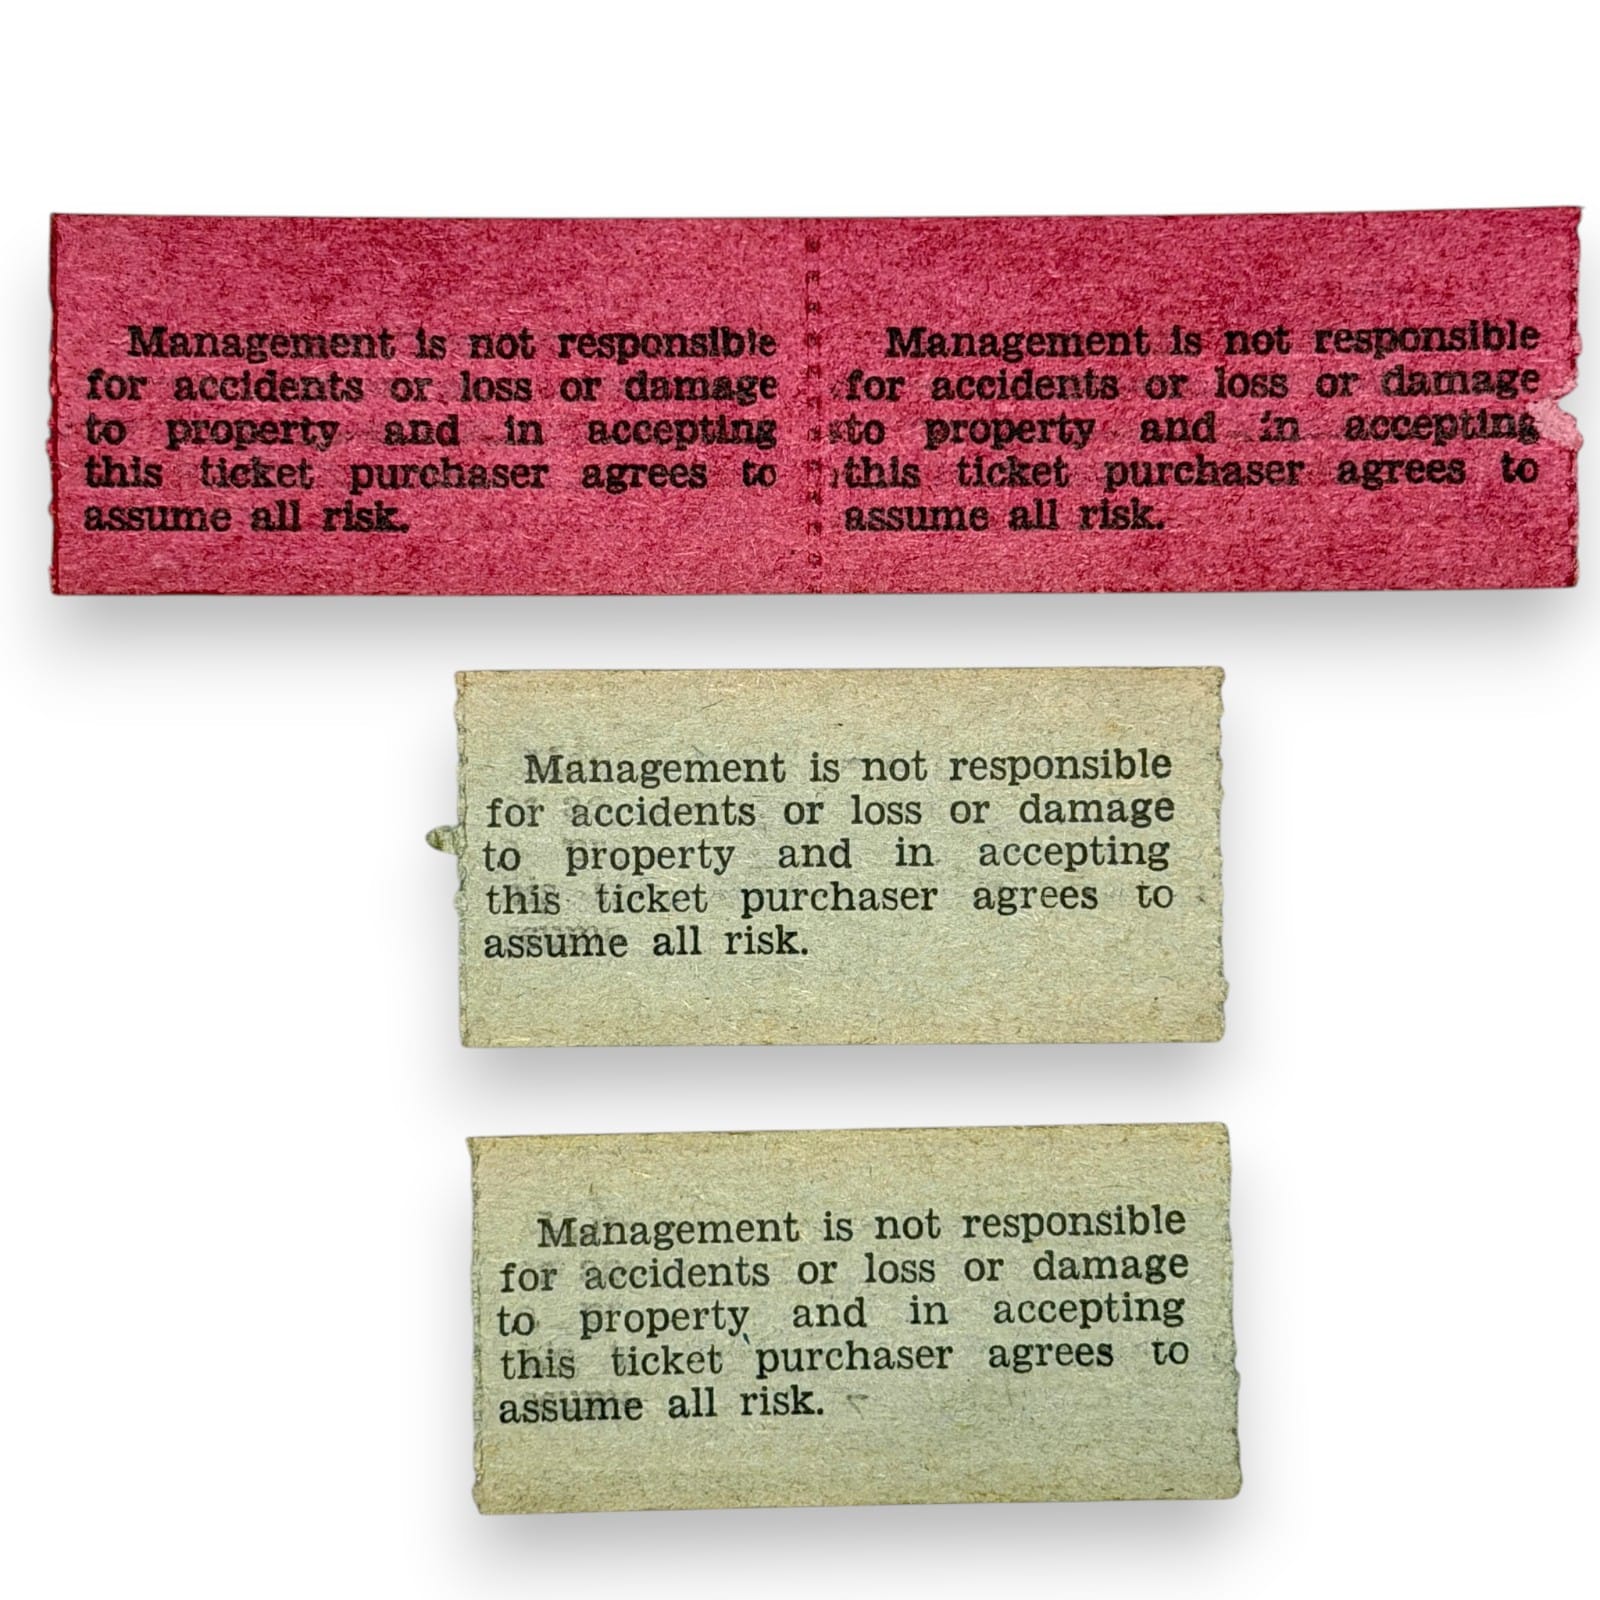 Management is not responsible
for accidents or loss or damage
to property and in accepting
this ticket purchaser agrees to
assume all risk.
Management is not responsible
for accidents or loss or damage
to property and in accepting
this ticket purchaser agrees to
assume all risk.
Management is not responsible
for accidents or loss or damage
to property and in accepting
this ticket purchaser agrees to
assume all risk.
Management is not responsible
for accidents or loss or damage
to property and in accepting
this ticket purchaser agrees to
assume all risk.